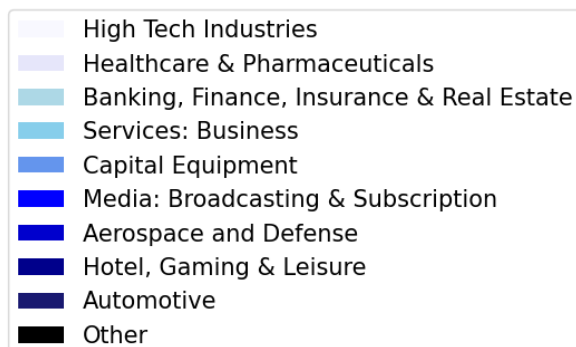 High Tech Industries
Healthcare & Pharmaceuticals
Banking, Finance, Insurance & Real Estate
Services: Business
Capital Equipment
Media: Broadcasting & Subscription
Aerospace and Defense
Hotel, Gaming & Leisure
Automotive
Other